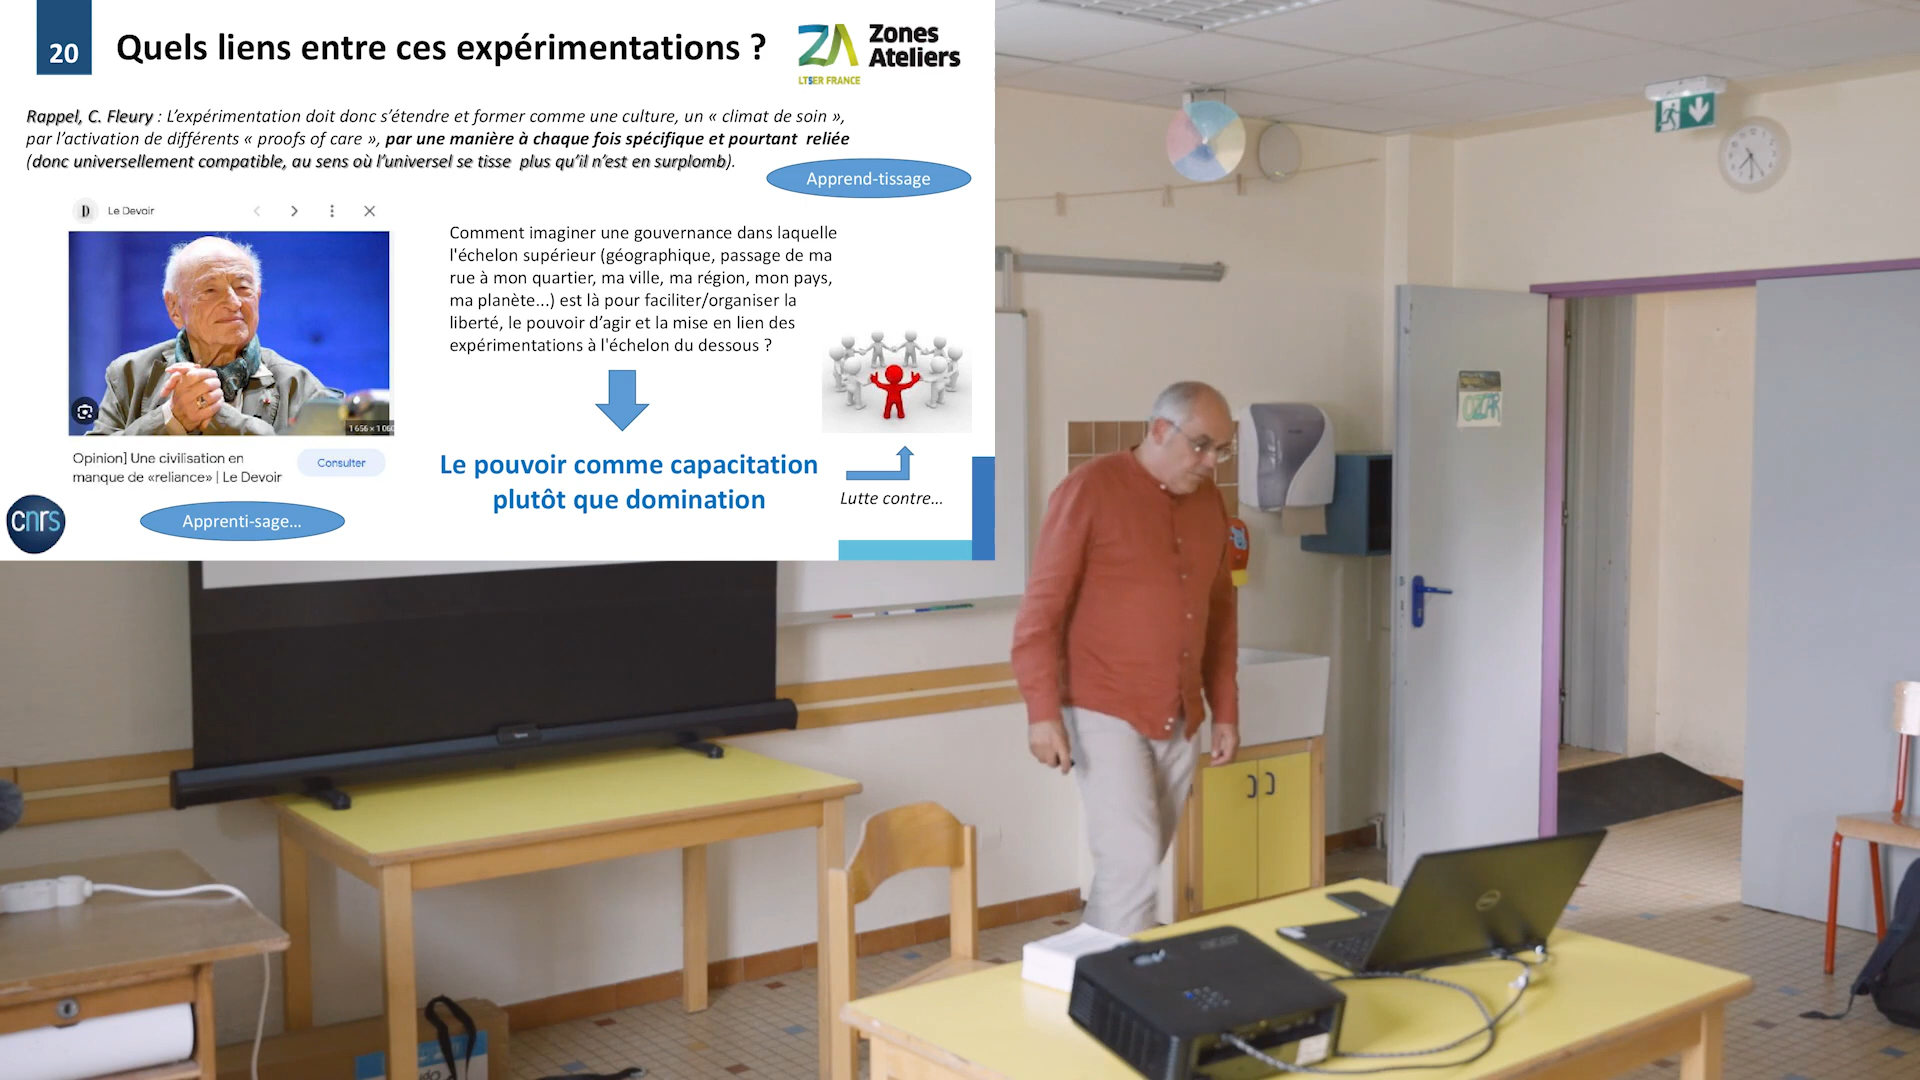 20
Quels liens entre ces expérimentations ?
Zones
Ateliers
LTSER FRANCE
Rappel, C. Fleury : L’expérimentation doit donc s’étendre et former comme une culture, un « climat de soin »,
par l’activation de différents « proofs of care », par une manière à chaque fois spécifique et pourtant reliée
(donc universellement compatible, au sens où l’universel se tisse plus qu’il n’est en surplomb).
Apprend-tissage
D Le Devoir
Comment imaginer une gouvernance dans laquelle
l'échelon supérieur (géographique, passage de ma
rue à mon quartier, ma ville, ma région, mon pays,
ma planète...) est là pour faciliter/organiser la
liberté, le pouvoir d’agir et la mise en lien des
expérimentations à l'échelon du dessous ?
Opinion] Une civilisation en
manque de «reliance» | Le Devoir
Consulter
Le pouvoir comme capacitation
plutôt que domination
Lutte contre...
cnrs
Apprenti-sage...
OZCAR